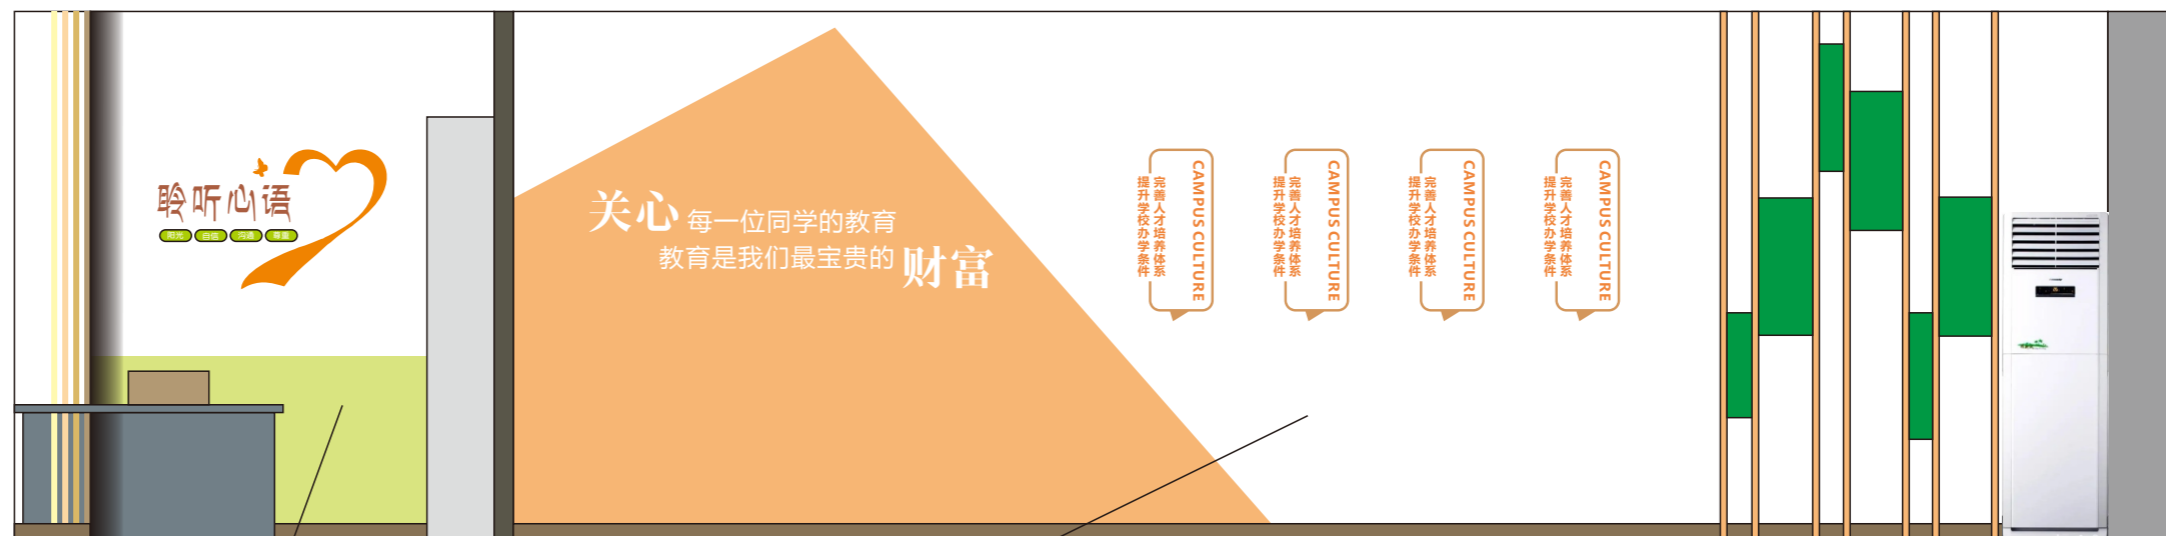 聆听心语
阳光 自信 沟通 尊重
关心 每一位同学的教育
教育是我们最宝贵的 财富
CAMPUS CULTURE
完善人才培养体系
提升学校办学条件
CAMPUS CULTURE
完善人才培养体系
提升学校办学条件
CAMPUS CULTURE
完善人才培养体系
提升学校办学条件
CAMPUS CULTURE
完善人才培养体系
提升学校办学条件